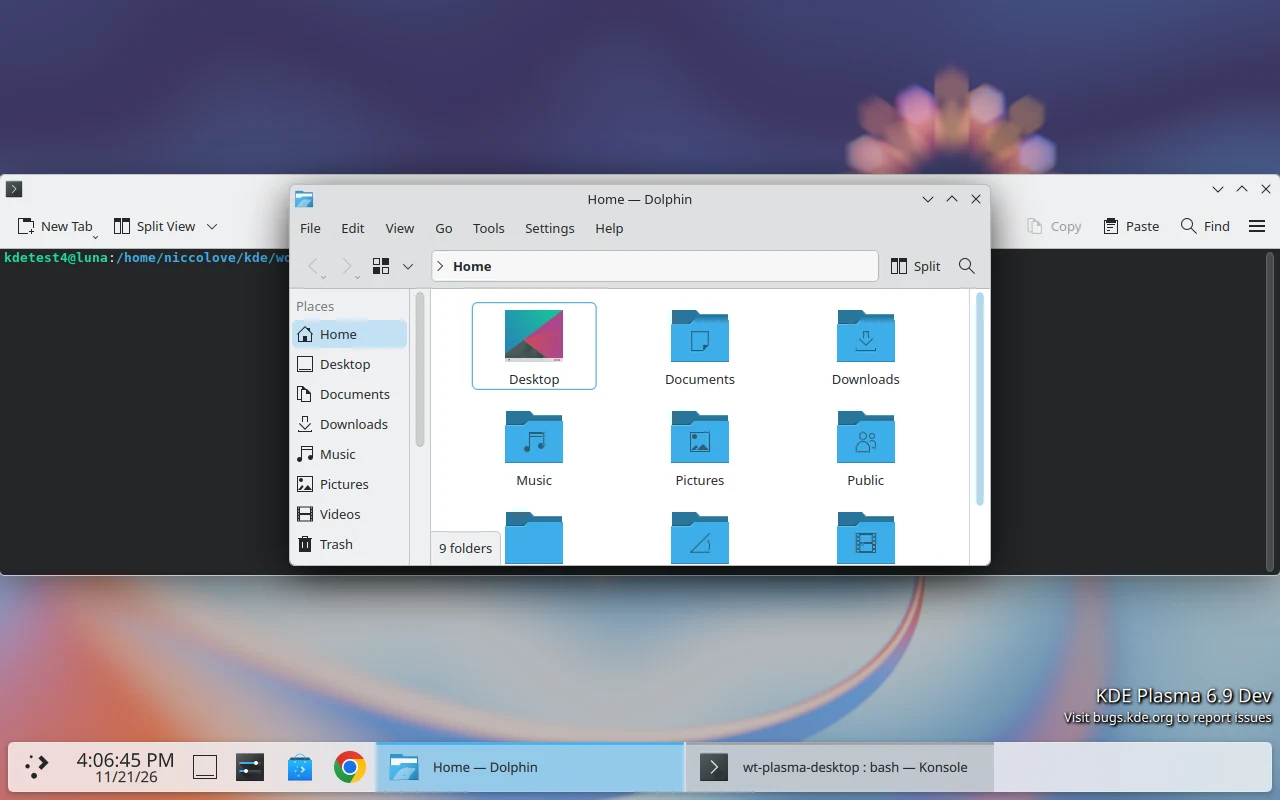 New Tab Split View Copy Paste Find
kdetest4@luna:/home/niccolove/kde/
Home — Dolphin
File Edit View Go Tools Settings Help
Home Split
Places
Home
Desktop
Documents
Downloads
Music
Pictures
Videos
Trash
Desktop Documents Downloads
Music Pictures Public
9 folders
KDE Plasma 6.9 Dev
Visit bugs.kde.org to report issues
4:06:45 PM
11/21/26
Home — Dolphin
wt-plasma-desktop : bash — Konsole